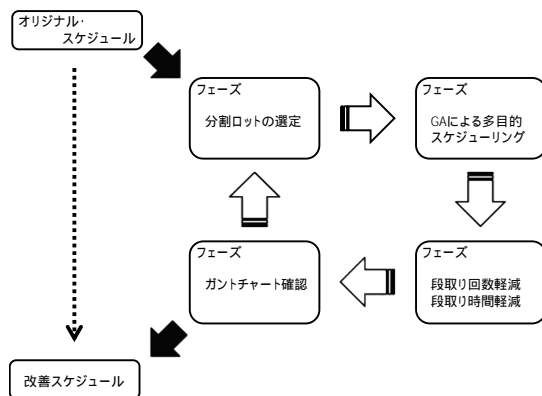 オリジナル・
スケジュール
フェーズ
分割ロットの選定
フェーズ
GAによる多目的
スケジューリング
フェーズ
ガントチャート確認
フェーズ
段取り回数軽減
段取り時間軽減
改善スケジュール